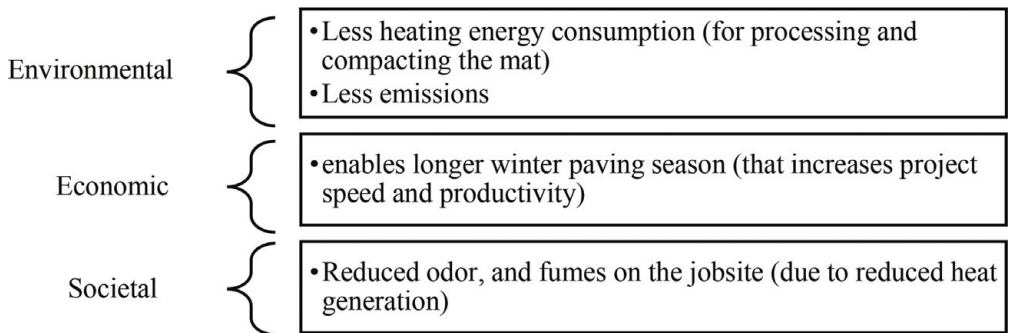 Environmental
•Less heating energy consumption (for processing and
compacting the mat)
•Less emissions
Economic
•enables longer winter paving season (that increases project
speed and productivity)
Societal
•Reduced odor, and fumes on the jobsite (due to reduced heat
generation)